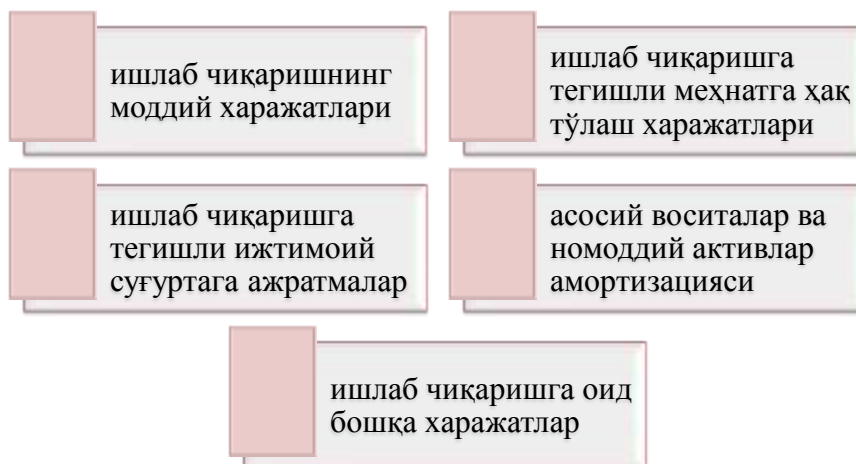 ишлаб чиқаришнинг
моддий харажатлари
ишлаб чиқаришга
тегишли меҳнатга ҳақ
тўлаш харажатлари
ишлаб чиқаришга
тегишли ижтимоий
суғуртага ажратмалар
асосий воситалар ва
номоддий активлар
амортизацияси
ишлаб чиқаришга оид
бошқа харажатлар